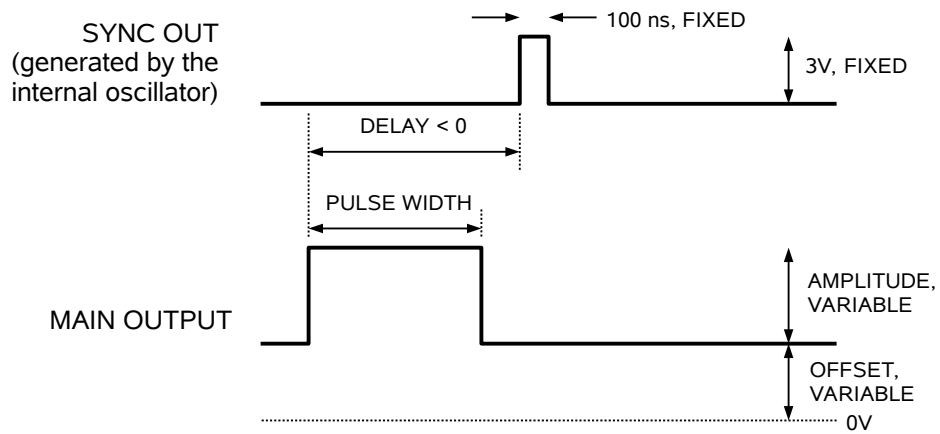 SYNC OUT
(generated by the
internal oscillator)
100 ns, FIXED
3V, FIXED
DELAY < 0
PULSE WIDTH
MAIN OUTPUT
AMPLITUDE,
VARIABLE
OFFSET,
VARIABLE
0V